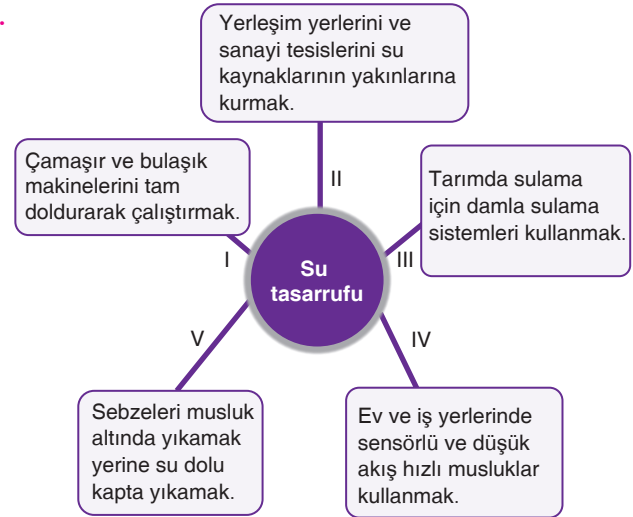 Yerleşim yerlerini ve
sanayi tesislerini su
kaynaklarının yakınlarına
kurmak.
Çamaşır ve bulaşık
makinelerini tam
doldurarak çalıştırmak.
II
Tarımda sulama
için damla sulama
sistemleri kullanmak.
I
III
Su
tasarrufu
V
IV
Sebzeleri musluk
altında yıkamak
yerine su dolu
kapta yıkamak.
Ev ve iş yerlerinde
sensörlü ve düşük
akış hızlı musluklar
kullanmak.